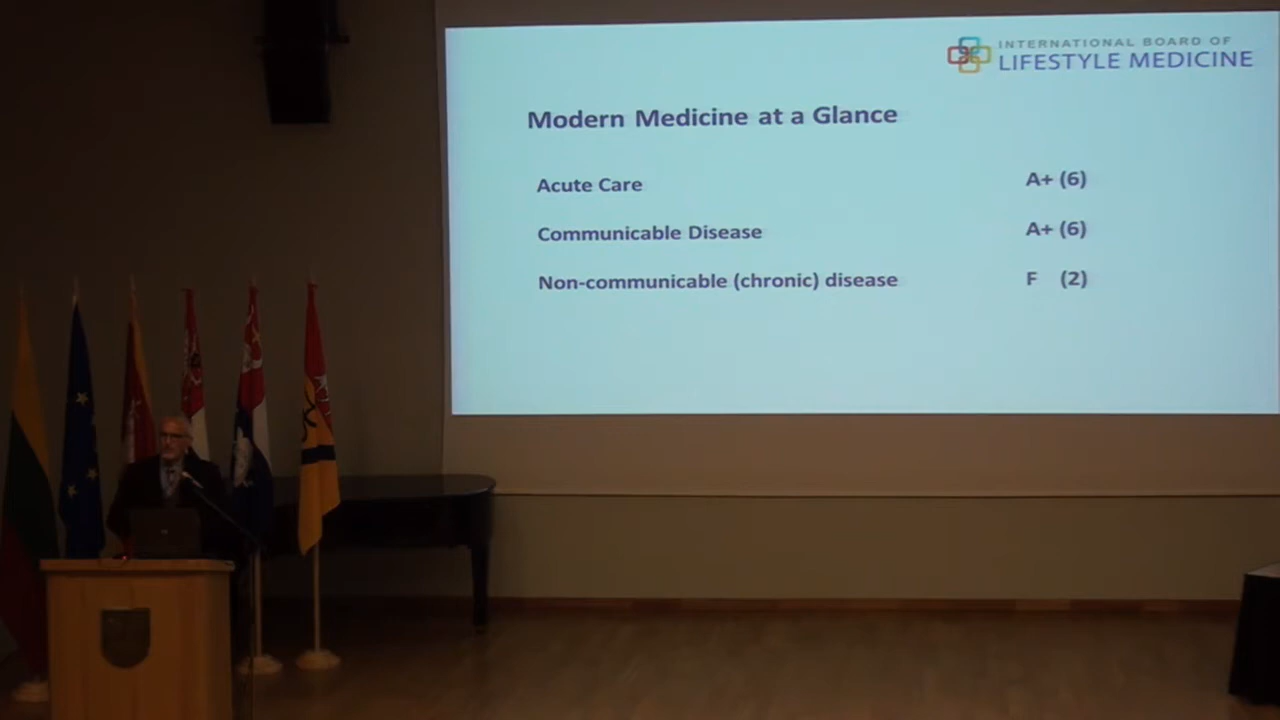 INTERNATIONAL BOARD OF
LIFESTYLE MEDICINE
Modern Medicine at a Glance
Acute Care A+ (6)
Communicable Disease A+ (6)
Non-communicable (chronic) disease F (2)